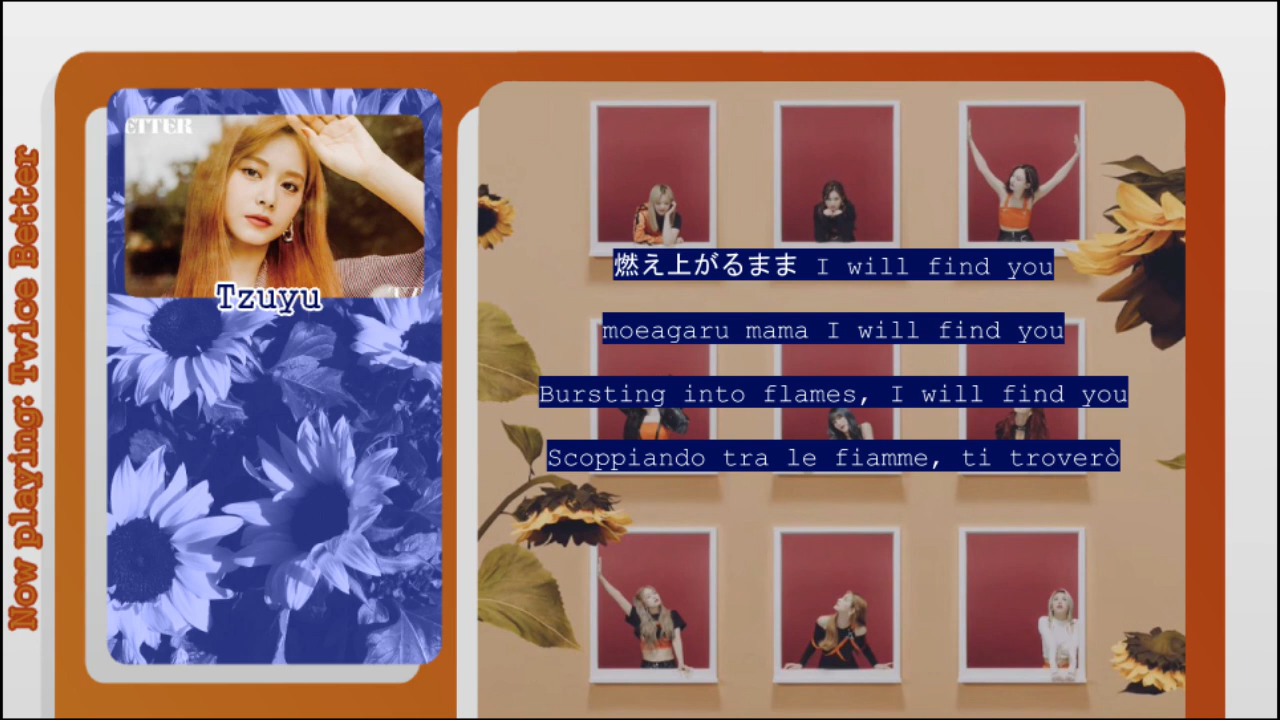 Now playing: Twice Better
ETTER
Tzuyu
燃え上がるまま I will find you
moeagaru mama I will find you
Bursting into flames, I will find you
Scoppiando tra le fiamme, ti troverò